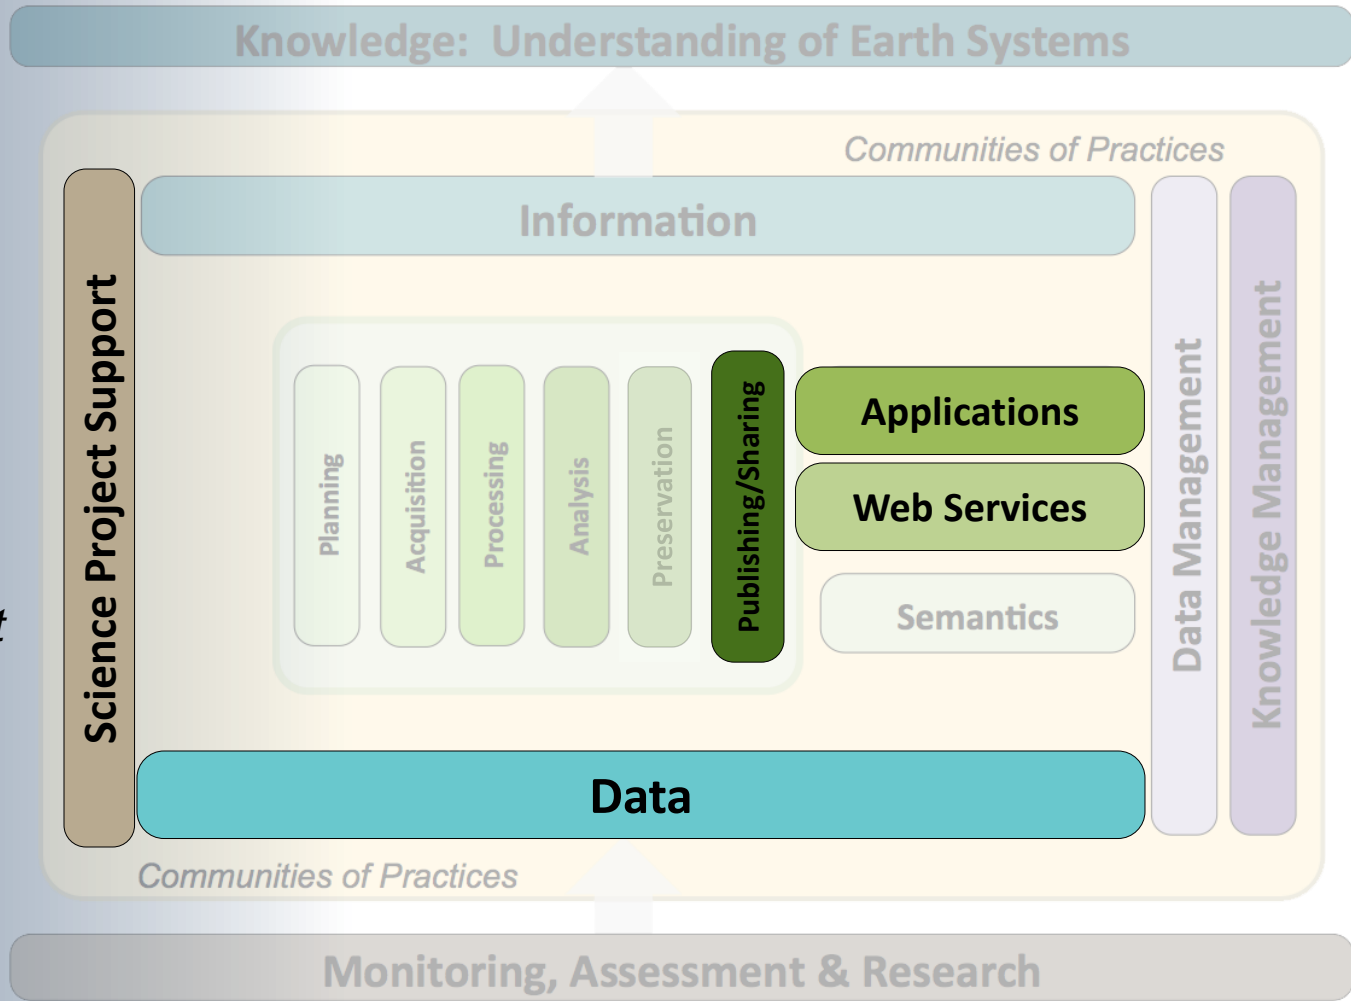 Knowledge:  Understanding of Earth Systems
Communities of Practices
Information
Science Project Support
Planning
Acquisition
Processing
Analysis
Preservation
Publishing/Sharing
Applications
Web Services
Semantics
Data Management
Knowledge Management
t
Data
Communities of Practices
Monitoring, Assessment & Research